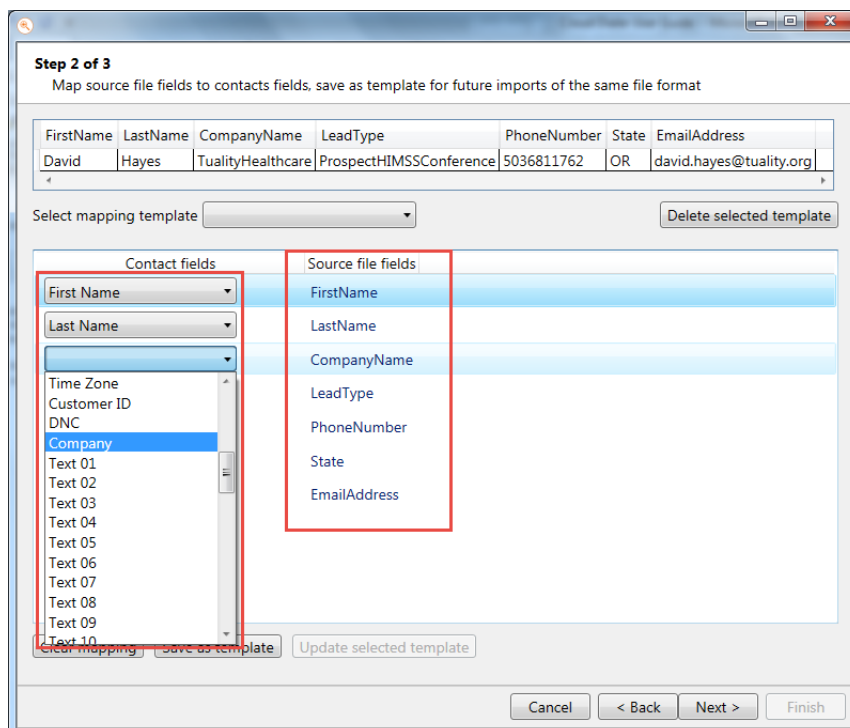 Step 2 of 3
Map source file fields to contacts fields, save as template for future imports of the same file format
FirstName LastName CompanyName LeadType PhoneNumber State EmailAddress
David Hayes TualityHealthcare ProspectHIMSSConference 5036811762 OR david.hayes@tuality.org
Select mapping template Delete selected template
Contact fields Source file fields
First Name FirstName
Last Name LastName
CompanyName
Time Zone
Customer ID LeadType
DNC
Company PhoneNumber
Text 01 State
Text 02
Text 03 EmailAddress
Text 04
Text 05
Text 06
Text 07
Text 08
Text 09
Text 10
Clear mapping Save as template Update selected template
Cancel < Back Next > Finish